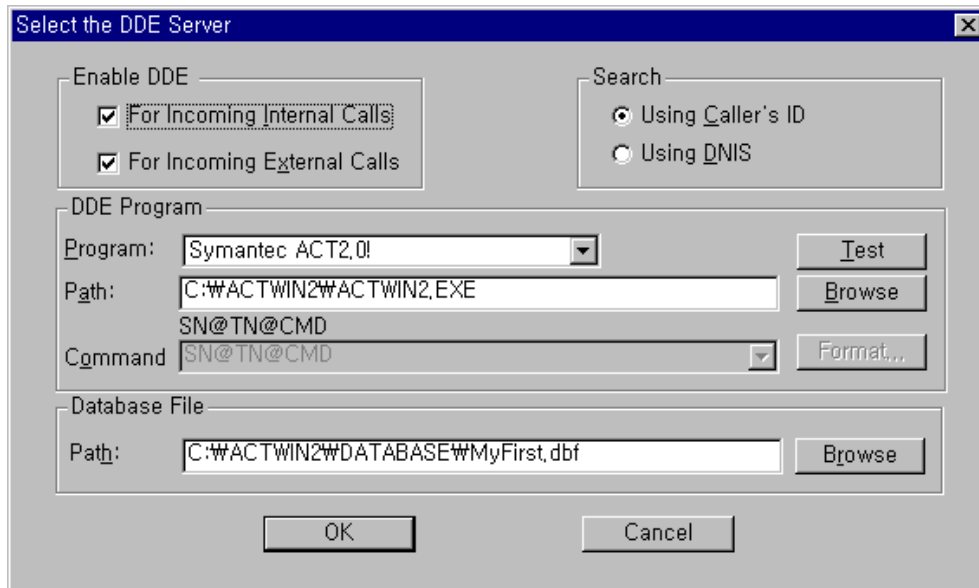 Select the DDE Server
Enable DDE
For Incoming Internal Calls
For Incoming External Calls
Search
Using Caller's ID
Using DNIS
DDE Program
Program: Symantec ACT2.0! Test
Path: C:₩ACTWIN2₩ACTWIN2.EXE Browse
SN@TN@CMD
Command SN@TN@CMD Format...
Database File
Path: C:₩ACTWIN2₩DATABASE₩MyFirst.dbf Browse
OK Cancel